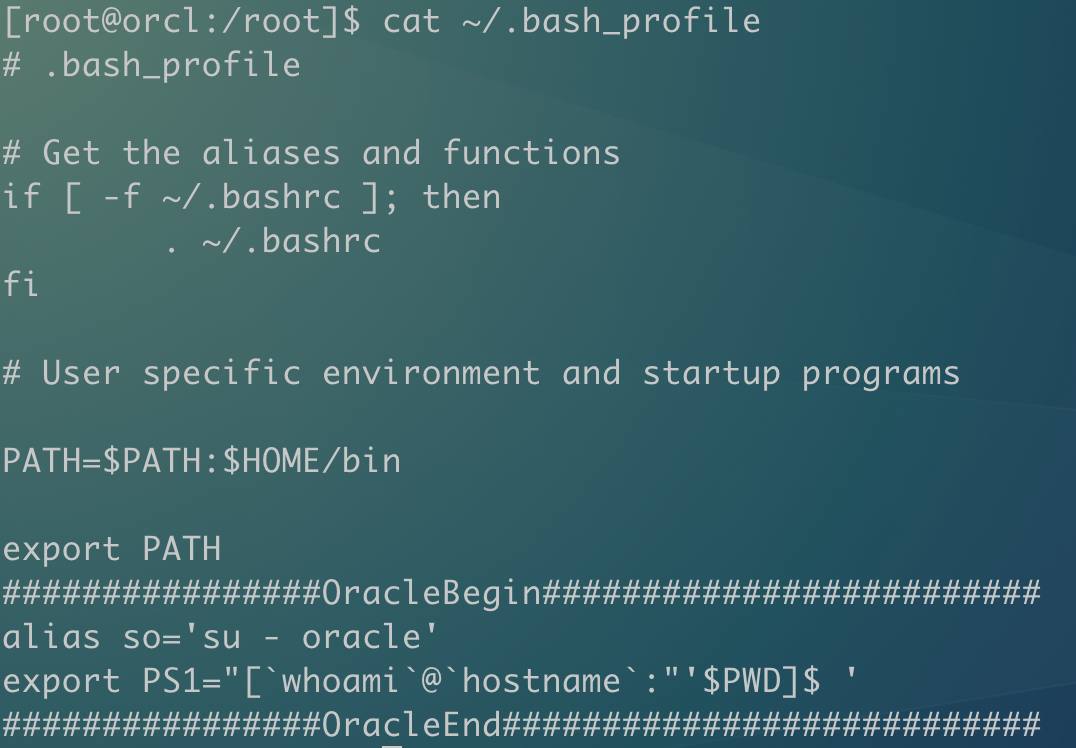 [root@orcl:/root]$ cat ~/.bash_profile
# .bash_profile
# Get the aliases and functions
if [ -f ~/.bashrc ]; then
        . ~/.bashrc
fi
# User specific environment and startup programs
PATH=$PATH:$HOME/bin
export PATH
################OracleBegin#########################
alias so='su - oracle'
export PS1="[`whoami`@`hostname`:"'$PWD]$ '
################OracleEnd###########################